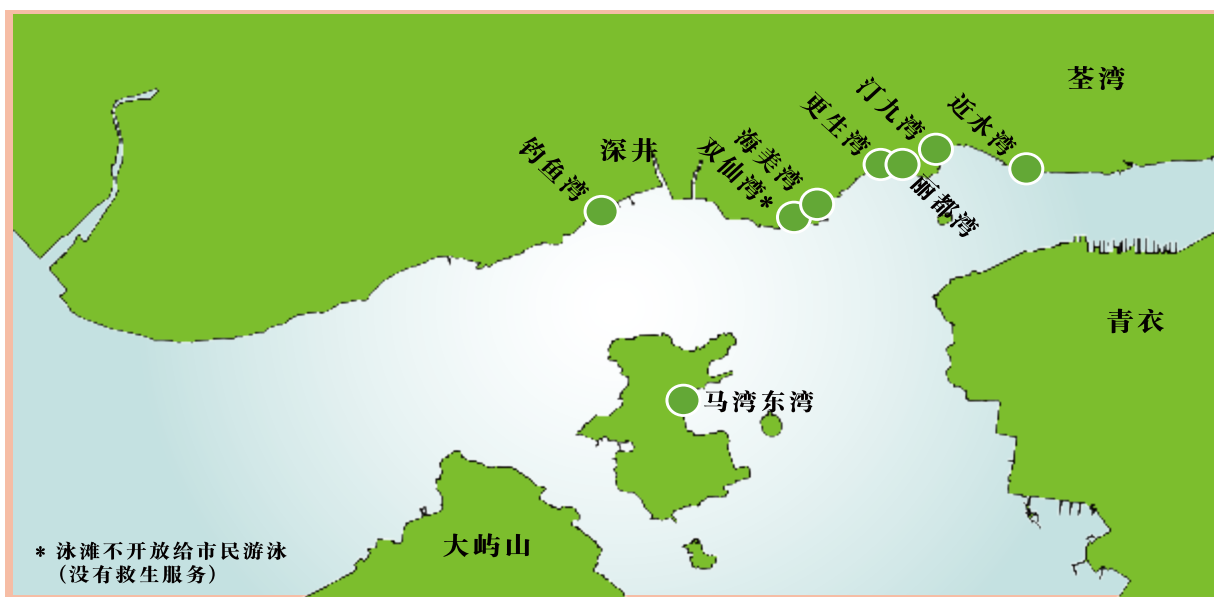 荃湾
汀九湾
近水湾
更生湾
海美湾
双仙湾*
深井
钓鱼湾
丽都湾
青衣
马湾东湾
大屿山
* 泳滩不开放给市民游泳
(没有救生服务)